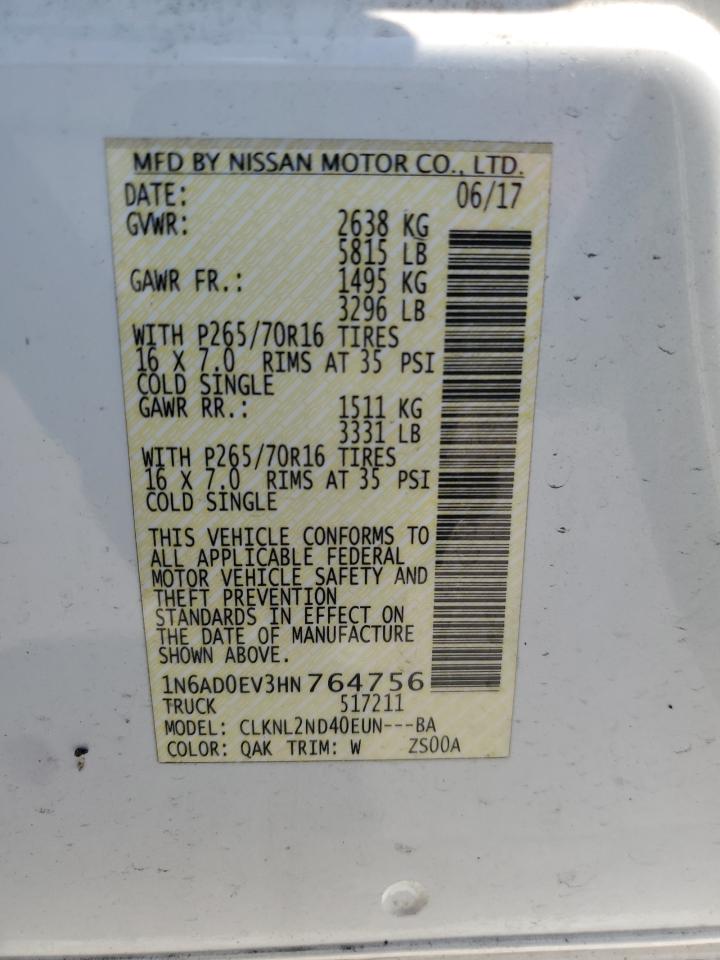 MFD BY NISSAN MOTOR CO., LTD.
DATE: 06/17
GVWR: 2638 KG
5815 LB
GAWR FR.: 1495 KG
3296 LB
WITH P265/70R16 TIRES
16 X 7.0 RIMS AT 35 PSI
COLD SINGLE
GAWR RR.: 1511 KG
3331 LB
WITH P265/70R16 TIRES
16 X 7.0 RIMS AT 35 PSI
COLD SINGLE
THIS VEHICLE CONFORMS TO
ALL APPLICABLE FEDERAL
MOTOR VEHICLE SAFETY AND
THEFT PREVENTION
STANDARDS IN EFFECT ON
THE DATE OF MANUFACTURE
SHOWN ABOVE.
1N6AD0EV3HN764756
TRUCK 517211
MODEL: CLKNL2ND40EUN---BA
COLOR: QAK TRIM: W ZS00A